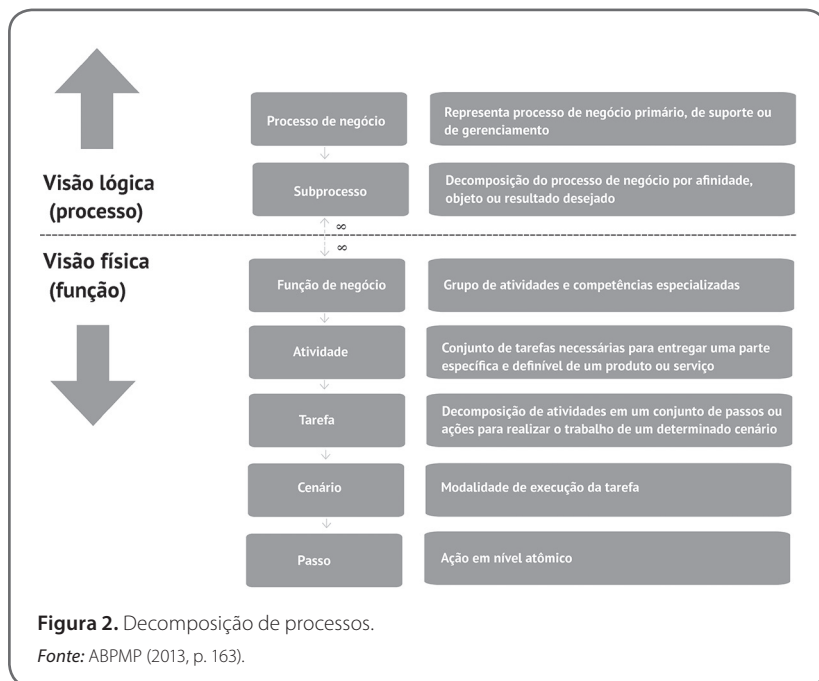 Visão lógica
(processo)
Processo de negócio
Representa processo de negócio primário, de suporte ou
de gerenciamento
Subprocesso
Decomposição do processo de negócio por afinidade,
objeto ou resultado desejado
∞
∞
Visão física
(função)
Função de negócio
Grupo de atividades e competências especializadas
Atividade
Conjunto de tarefas necessárias para entregar uma parte
específica e definível de um produto ou serviço
Tarefa
Decomposição de atividades em um conjunto de passos ou
ações para realizar o trabalho de um determinado cenário
Cenário
Modalidade de execução da tarefa
Passo
Ação em nível atômico
Figura 2. Decomposição de processos.
Fonte: ABPMP (2013, p. 163).